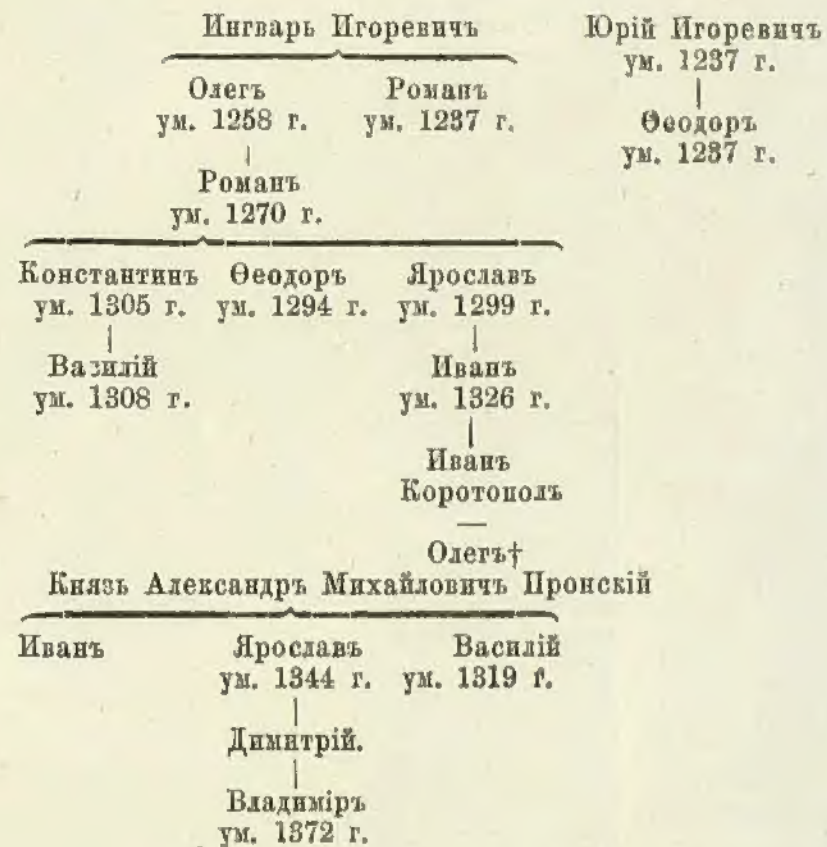 Ингварь Игоревичъ Юрій Игоревичъ
ум. 1237 г.
Олегъ Романъ
ум. 1258 г. ум. 1237 г.
Ѳеодоръ
ум. 1237 г.
Романъ
ум. 1270 г.
Константинъ Ѳеодоръ Ярославъ
ум. 1305 г. ум. 1294 г. ум. 1299 г.
Василій Иванъ
ум. 1308 г. ум. 1326 г.
Иванъ
Коротополъ
Олегъ†
Князь Александръ Михайловичъ Пронскій
Иванъ Ярославъ Василій
ум. 1344 г. ум. 1319 г.
Димитрій.
Владиміръ
ум. 1372 г.